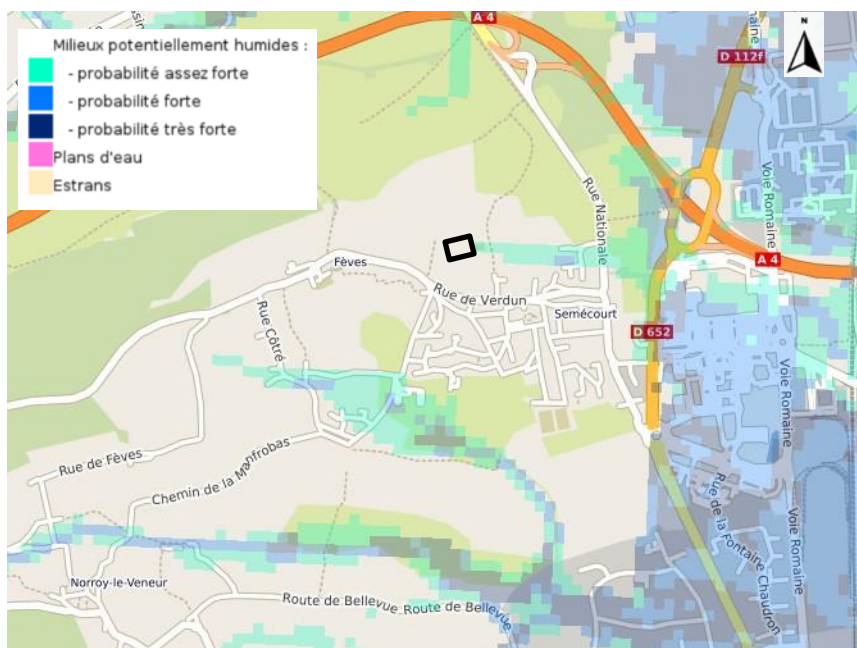 Milieux potentiellement humides :
- probabilité assez forte
- probabilité forte
- probabilité très forte
Plans d'eau
Estrans
A 4
N
D 112f
Voie Romaine
Rue Nationale
A 4
Fèves
Rue de Verdun
Semécourt
D 652
Rue Côtré
Voie Romaine
Rue de Fèves
Chemin de la Manfrobas
Rue de la Fontaine Chaudron
Voie Romaine
Norroy-le-Veneur
Route de Bellevue
Route de Bellevue